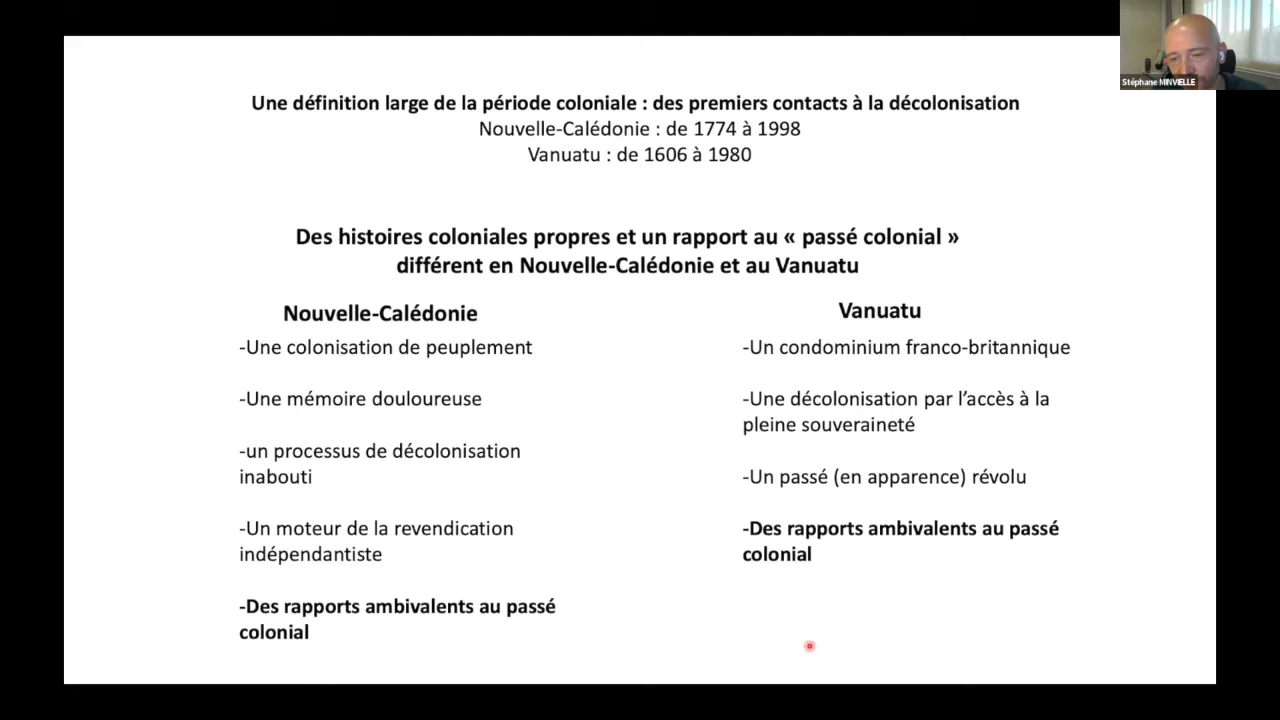 Stéphane MINVIELLE
Une définition large de la période coloniale : des premiers contacts à la décolonisation
Nouvelle-Calédonie : de 1774 à 1998
Vanuatu : de 1606 à 1980
Des histoires coloniales propres et un rapport au « passé colonial »
différent en Nouvelle-Calédonie et au Vanuatu
Nouvelle-Calédonie
-Une colonisation de peuplement
-Une mémoire douloureuse
-un processus de décolonisation
inabouti
-Un moteur de la revendication
indépendantiste
-Des rapports ambivalents au passé
colonial
Vanuatu
-Un condominium franco-britannique
-Une décolonisation par l’accès à la
pleine souveraineté
-Un passé (en apparence) révolu
-Des rapports ambivalents au passé
colonial